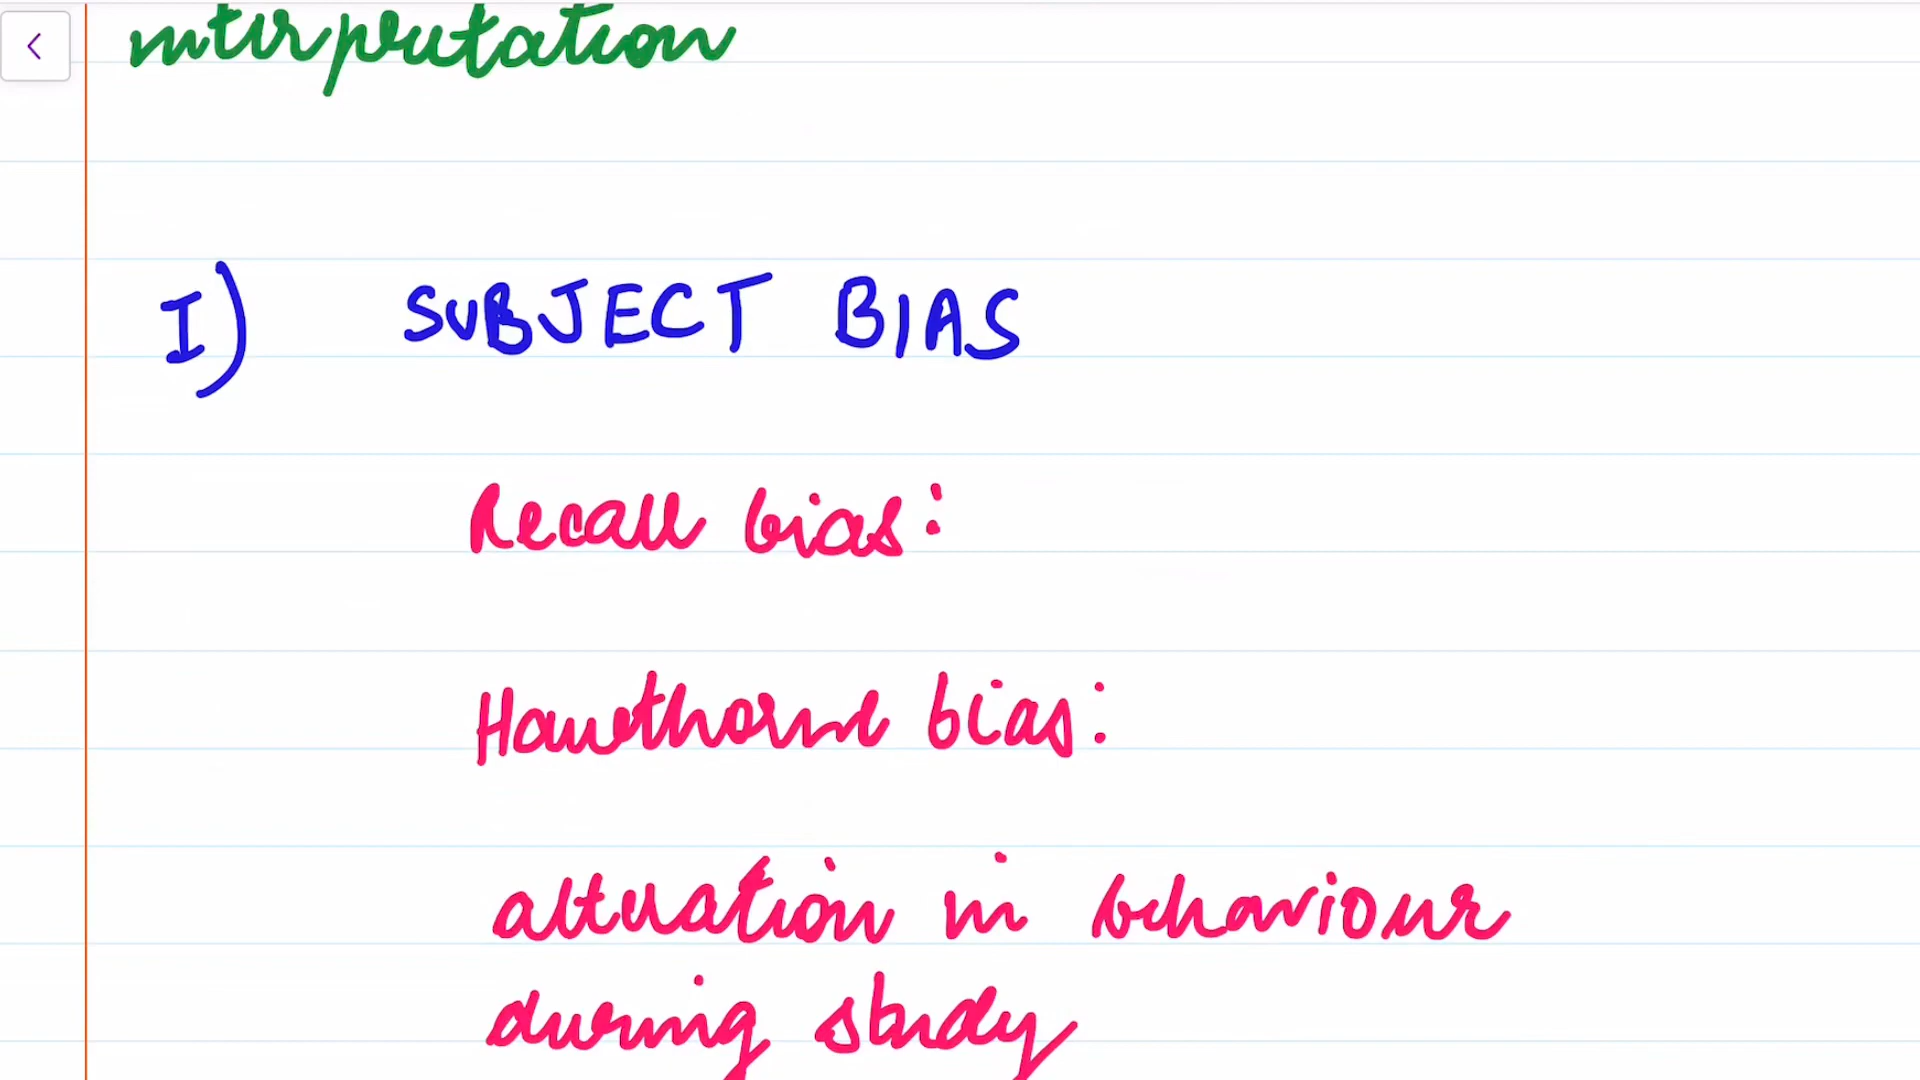 interpretation
I) SUBJECT BIAS
Recall bias:
Hawthorne bias:
alteration in behaviour
during study